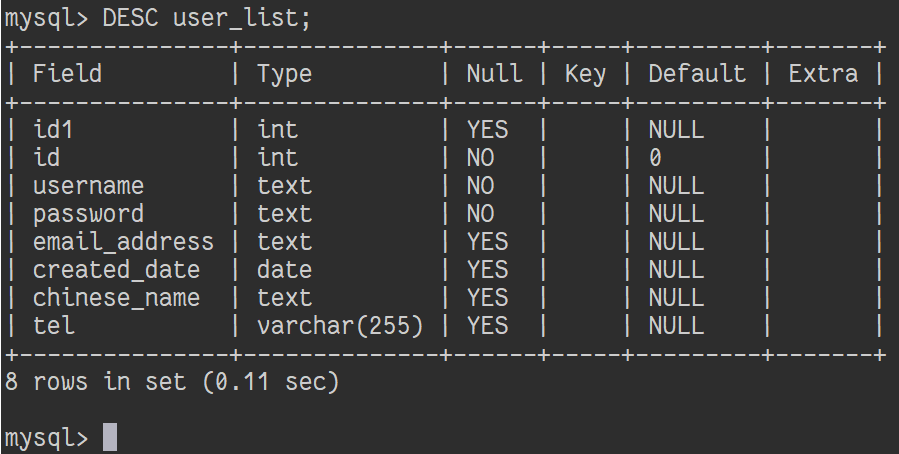 mysql> DESC user_list;
+---------------+--------------+------+-----+---------+-------+
| Field         | Type         | Null | Key | Default | Extra |
+---------------+--------------+------+-----+---------+-------+
| id1           | int          | YES  |     | NULL    |       |
| id            | int          | NO   |     | 0       |       |
| username      | text         | NO   |     | NULL    |       |
| password      | text         | NO   |     | NULL    |       |
| email_address | text         | YES  |     | NULL    |       |
| created_date  | date         | YES  |     | NULL    |       |
| chinese_name  | text         | YES  |     | NULL    |       |
| tel           | varchar(255) | YES  |     | NULL    |       |
+---------------+--------------+------+-----+---------+-------+
8 rows in set (0.11 sec)
mysql>